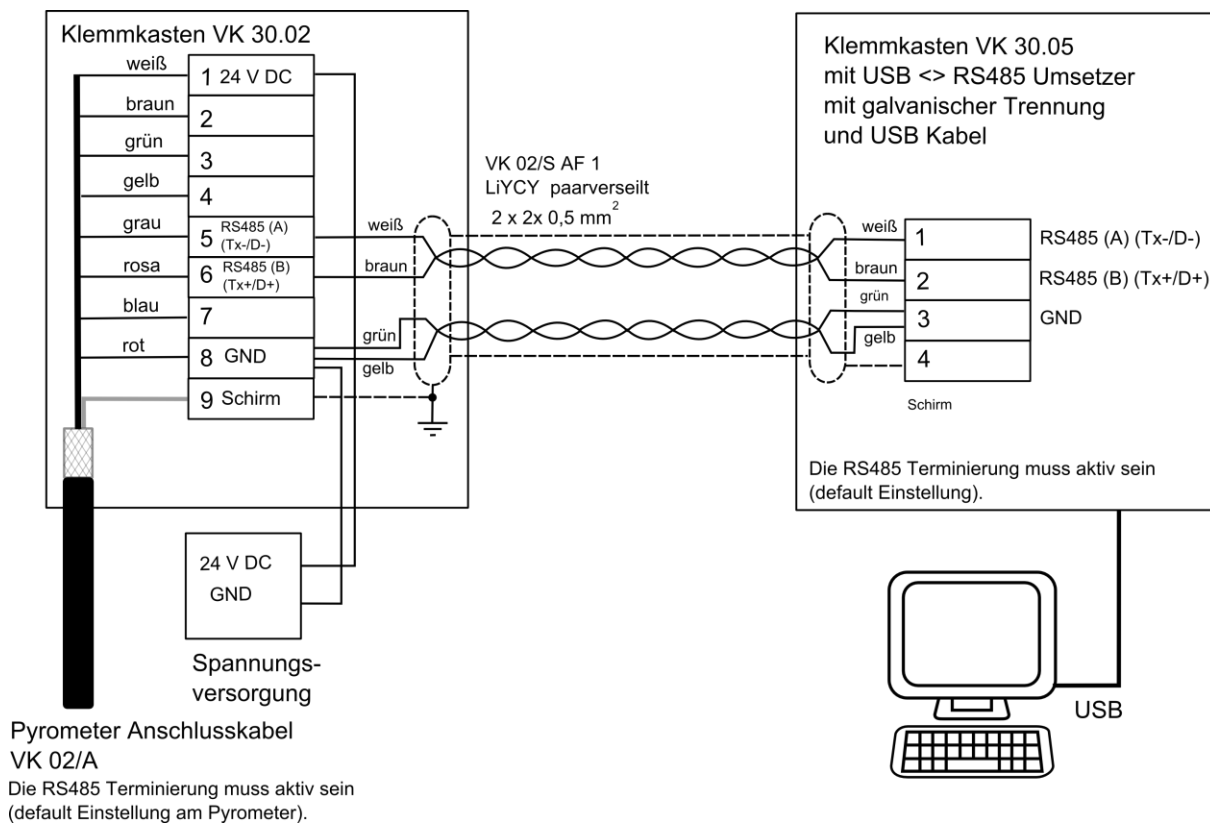 Klemmkasten VK 30.02
weiß
1 24 V DC
braun
2
grün
3
gelb
4
grau
5 RS485 (A)
(Tx-/D-)
rosa
6 RS485 (B)
(Tx+/D+)
blau
7
rot
8 GND
9 Schirm
weiß
braun
grün
gelb
VK 02/S AF 1
LiYCY paarverseilt
2 x 2x 0,5 mm²
Klemmkasten VK 30.05
mit USB <> RS485 Umsetzer
mit galvanischer Trennung
und USB Kabel
weiß
1
RS485 (A) (Tx-/D-)
braun
2
RS485 (B) (Tx+/D+)
grün
3
GND
gelb
4
Schirm
Die RS485 Terminierung muss aktiv sein
(default Einstellung).
24 V DC
GND
Spannungs-
versorgung
USB
Pyrometer Anschlusskabel
VK 02/A
Die RS485 Terminierung muss aktiv sein
(default Einstellung am Pyrometer).